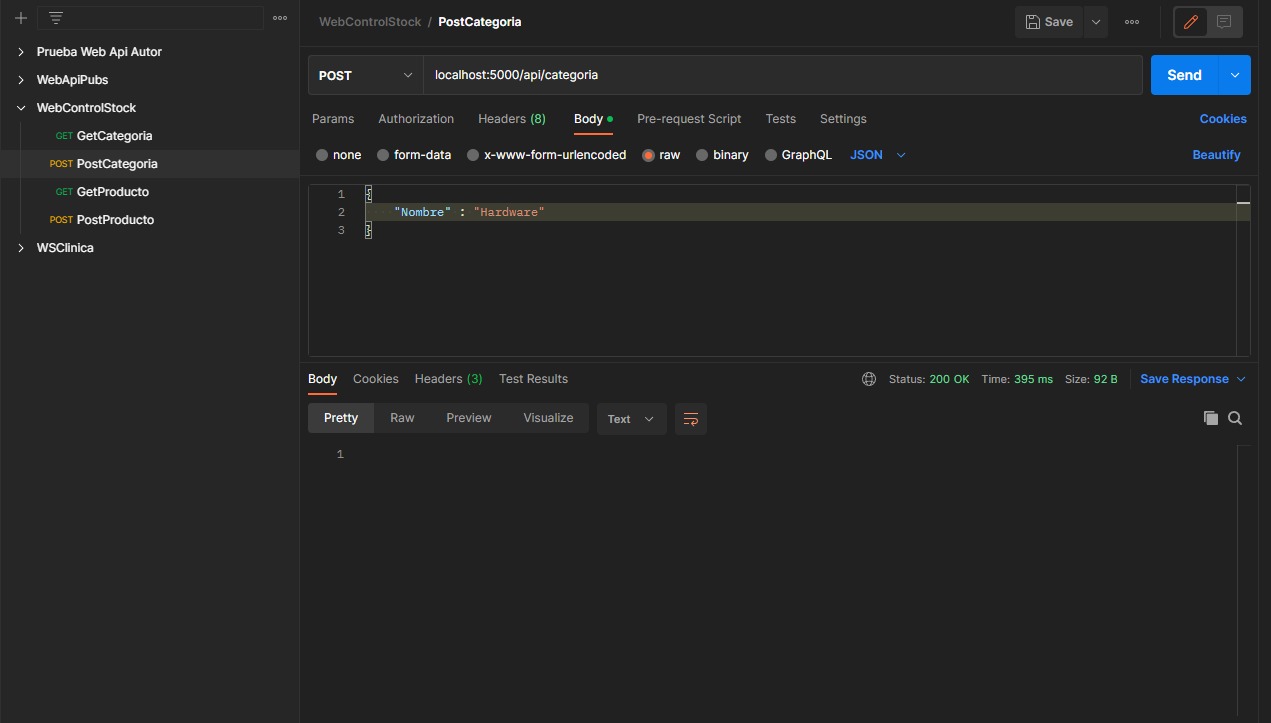 WebControlStock / PostCategoria
Save
Prueba Web Api Autor
WebApiPubs
WebControlStock
GET GetCategoria
POST PostCategoria
GET GetProducto
POST PostProducto
WSClinica
POST localhost:5000/api/categoria Send
Params Authorization Headers (8) Body Pre-request Script Tests Settings Cookies
none form-data x-www-form-urlencoded raw binary GraphQL JSON Beautify
1 {
2 "Nombre" : "Hardware"
3 }
Body Cookies Headers (3) Test Results Status: 200 OK Time: 395 ms Size: 92 B Save Response
Pretty Raw Preview Visualize Text
1